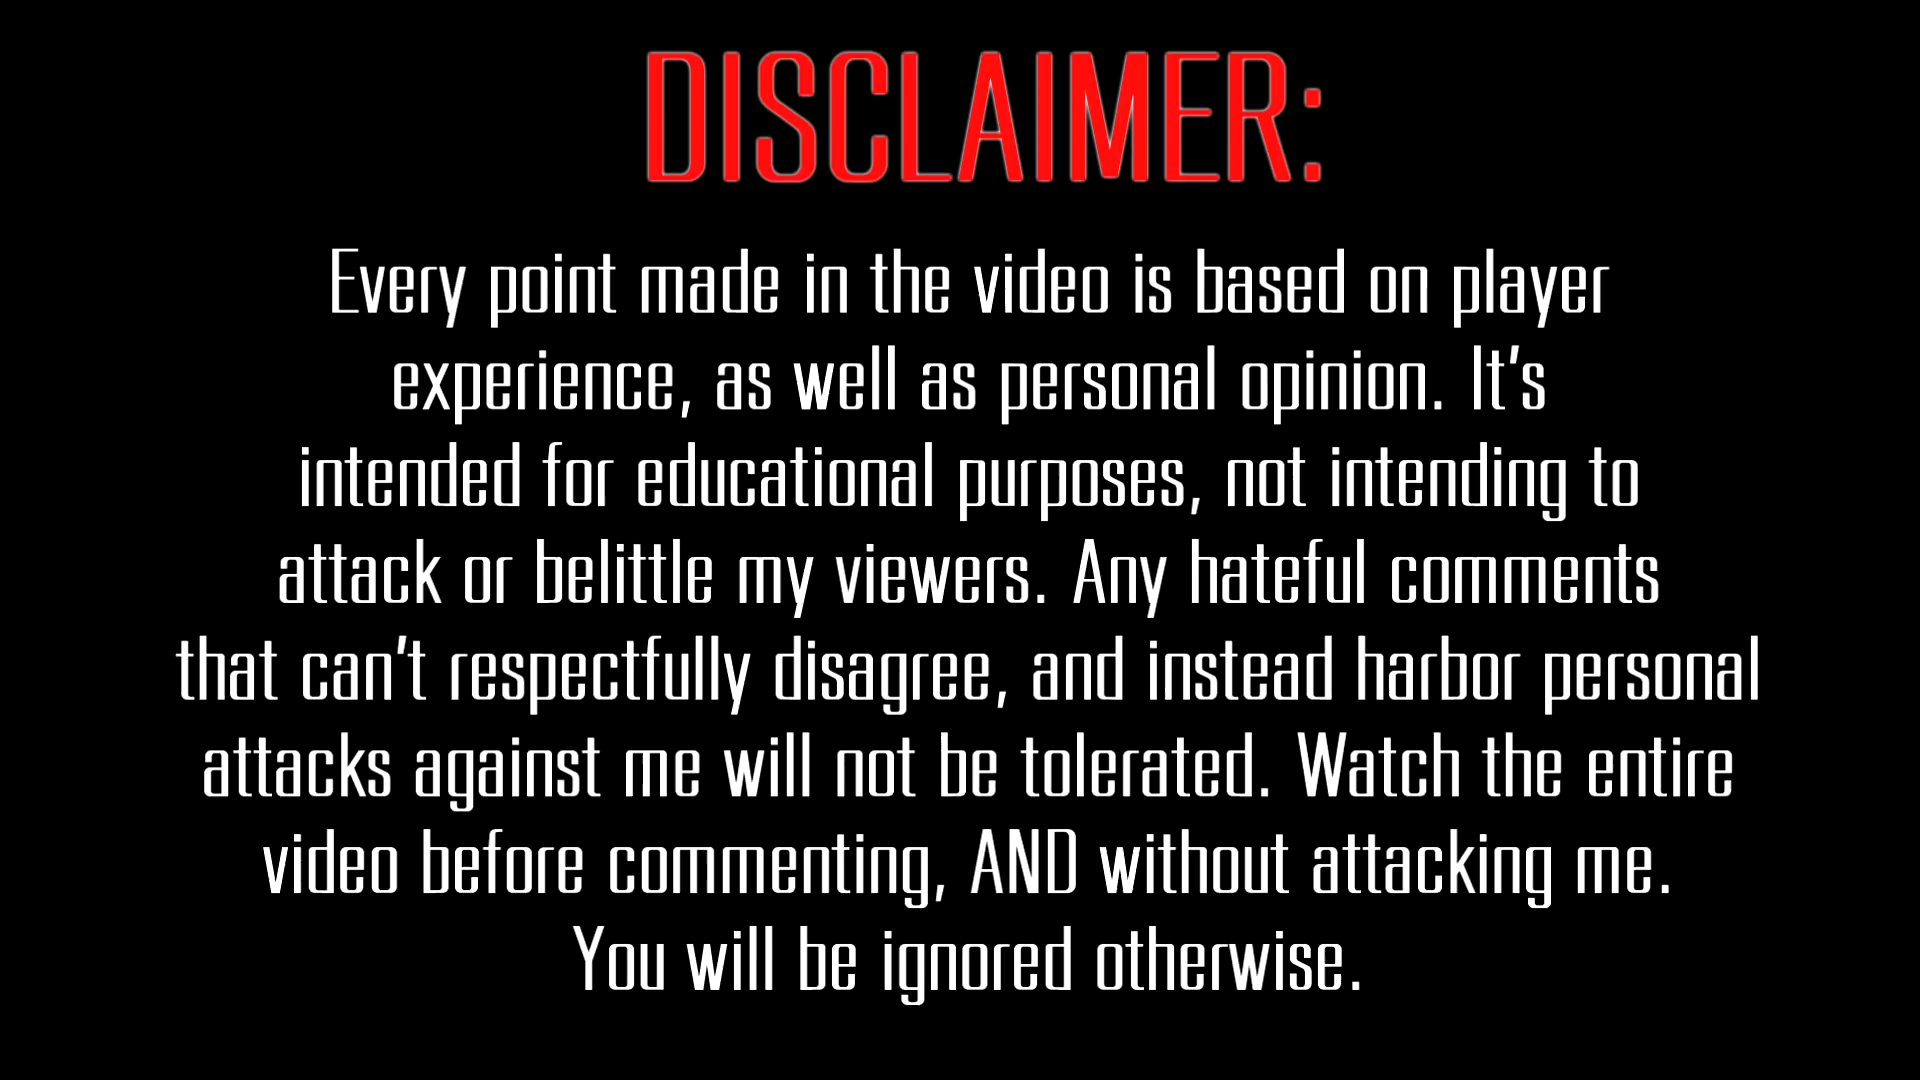 DISCLAIMER:
Every point made in the video is based on player
experience, as well as personal opinion. It's
intended for educational purposes, not intending to
attack or belittle my viewers. Any hateful comments
that can't respectfully disagree, and instead harbor personal
attacks against me will not be tolerated. Watch the entire
video before commenting, AND without attacking me.
You will be ignored otherwise.